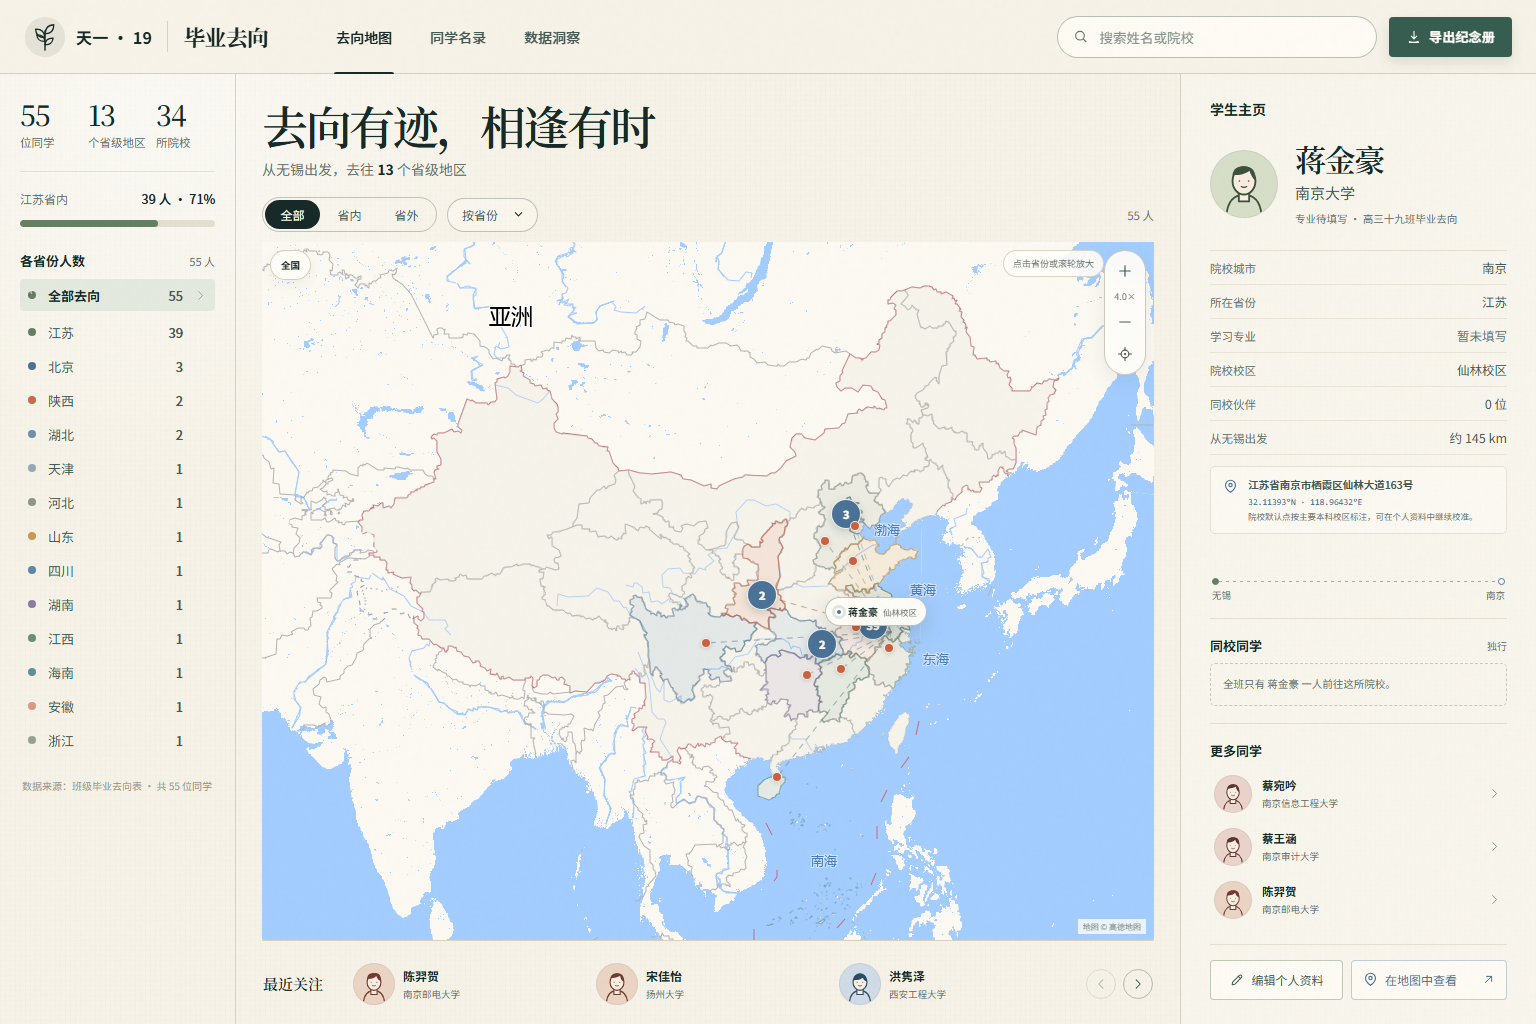 天一 · 19
毕业去向
去向地图
同学名录
数据洞察
搜索姓名或院校
导出纪念册
55
位同学
13
个省级地区
34
所院校
江苏省内
39 人 · 71%
各省份人数
55 人
全部去向 55
江苏 39
北京 3
陕西 2
湖北 2
天津 1
河北 1
山东 1
四川 1
湖南 1
江西 1
海南 1
安徽 1
浙江 1
数据来源：班级毕业去向表 · 共 55 位同学
去向有迹，相逢有时
从无锡出发，去往 13 个省级地区
全部
省内
省外
按省份
55 人
全国
点击省份或滚轮放大
4.0×
亚洲
3
渤海
2
黄海
蒋金豪 仙林校区
2
东海
南海
地图 © 高德地图
最近关注
陈羿贺
南京邮电大学
宋佳怡
扬州大学
洪隽泽
西安工程大学
学生主页
蒋金豪
南京大学
专业待填写 · 高三十九班毕业去向
院校城市 南京
所在省份 江苏
学习专业 暂未填写
院校校区 仙林校区
同校伙伴 0 位
从无锡出发 约 145 km
江苏省南京市栖霞区仙林大道163号
32.11393°N · 118.96432°E
院校默认点按主要本科校区标注，可在个人资料中继续校准。
无锡
南京
同校同学
独行
全班只有 蒋金豪 一人前往这所院校。
更多同学
蔡宛吟
南京信息工程大学
蔡王涵
南京审计大学
陈羿贺
南京邮电大学
编辑个人资料
在地图中查看